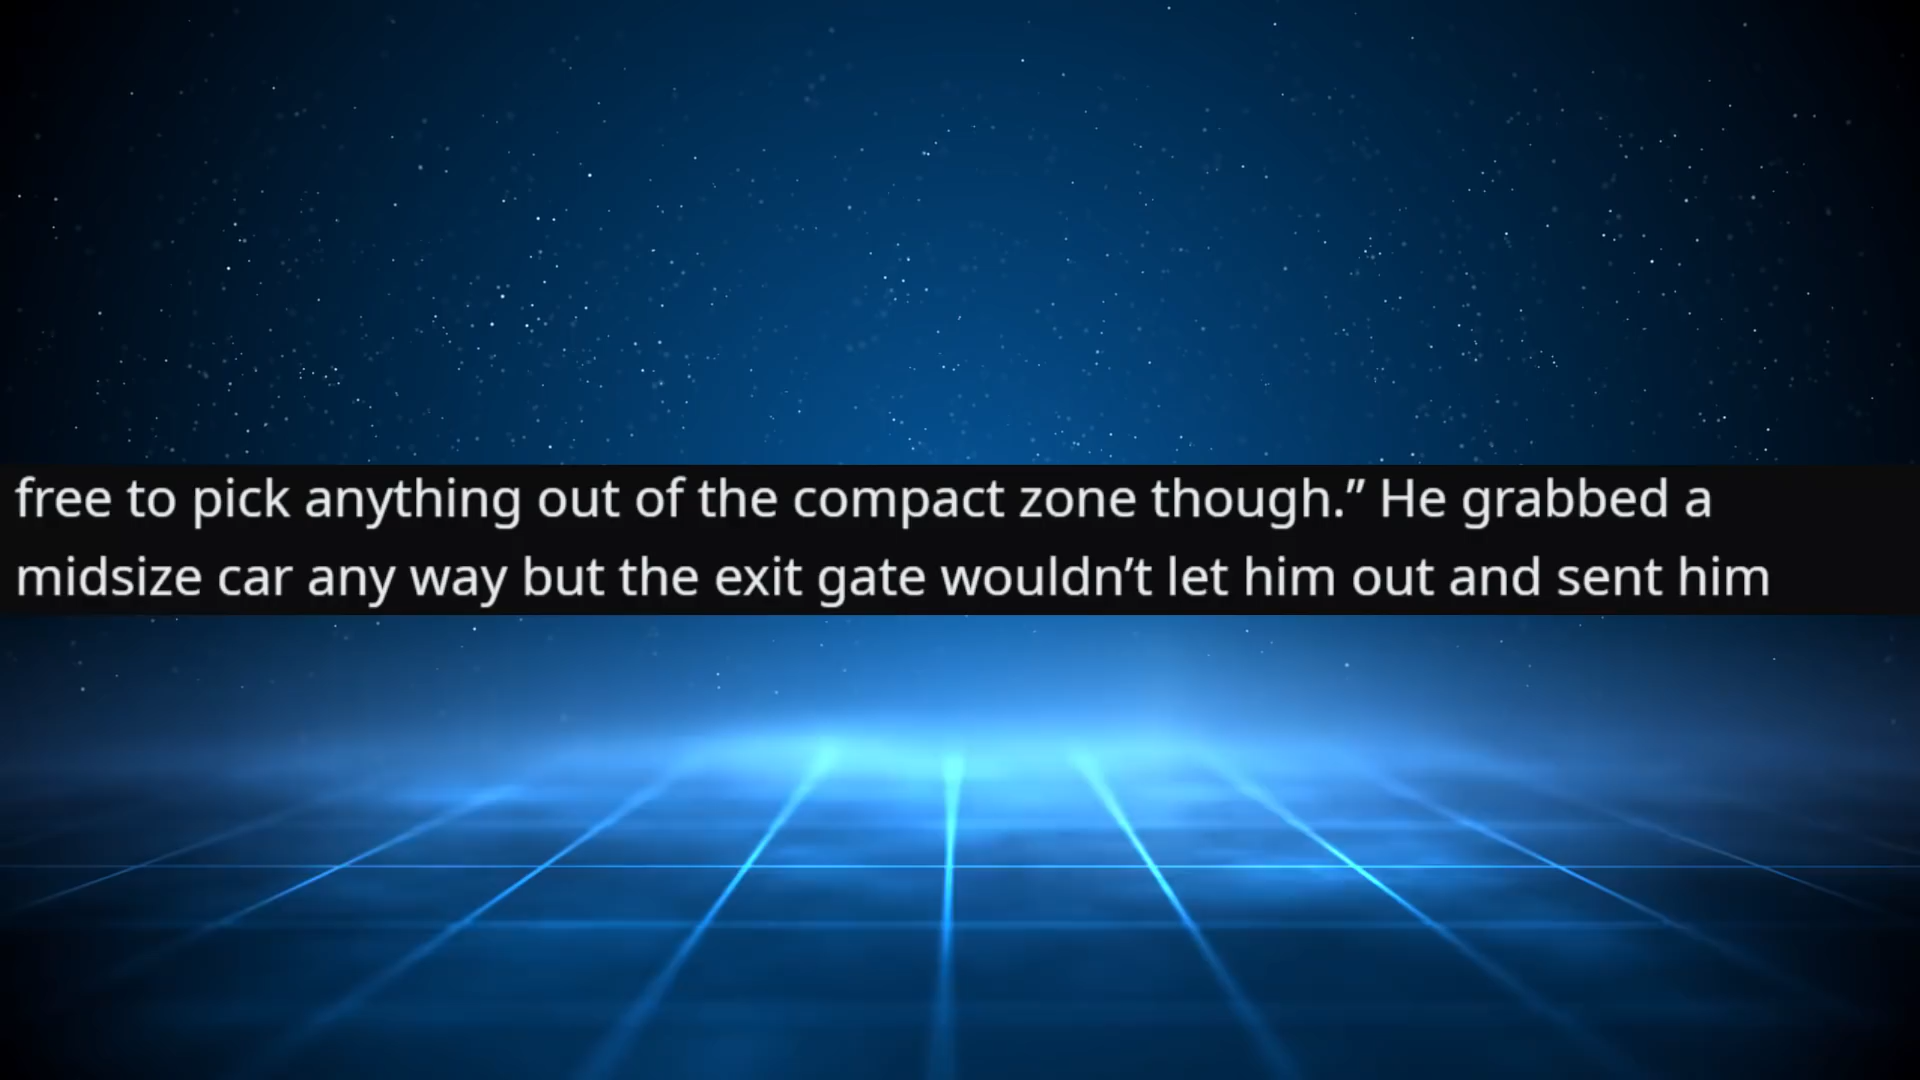 free to pick anything out of the compact zone though.” He grabbed a
midsize car any way but the exit gate wouldn’t let him out and sent him